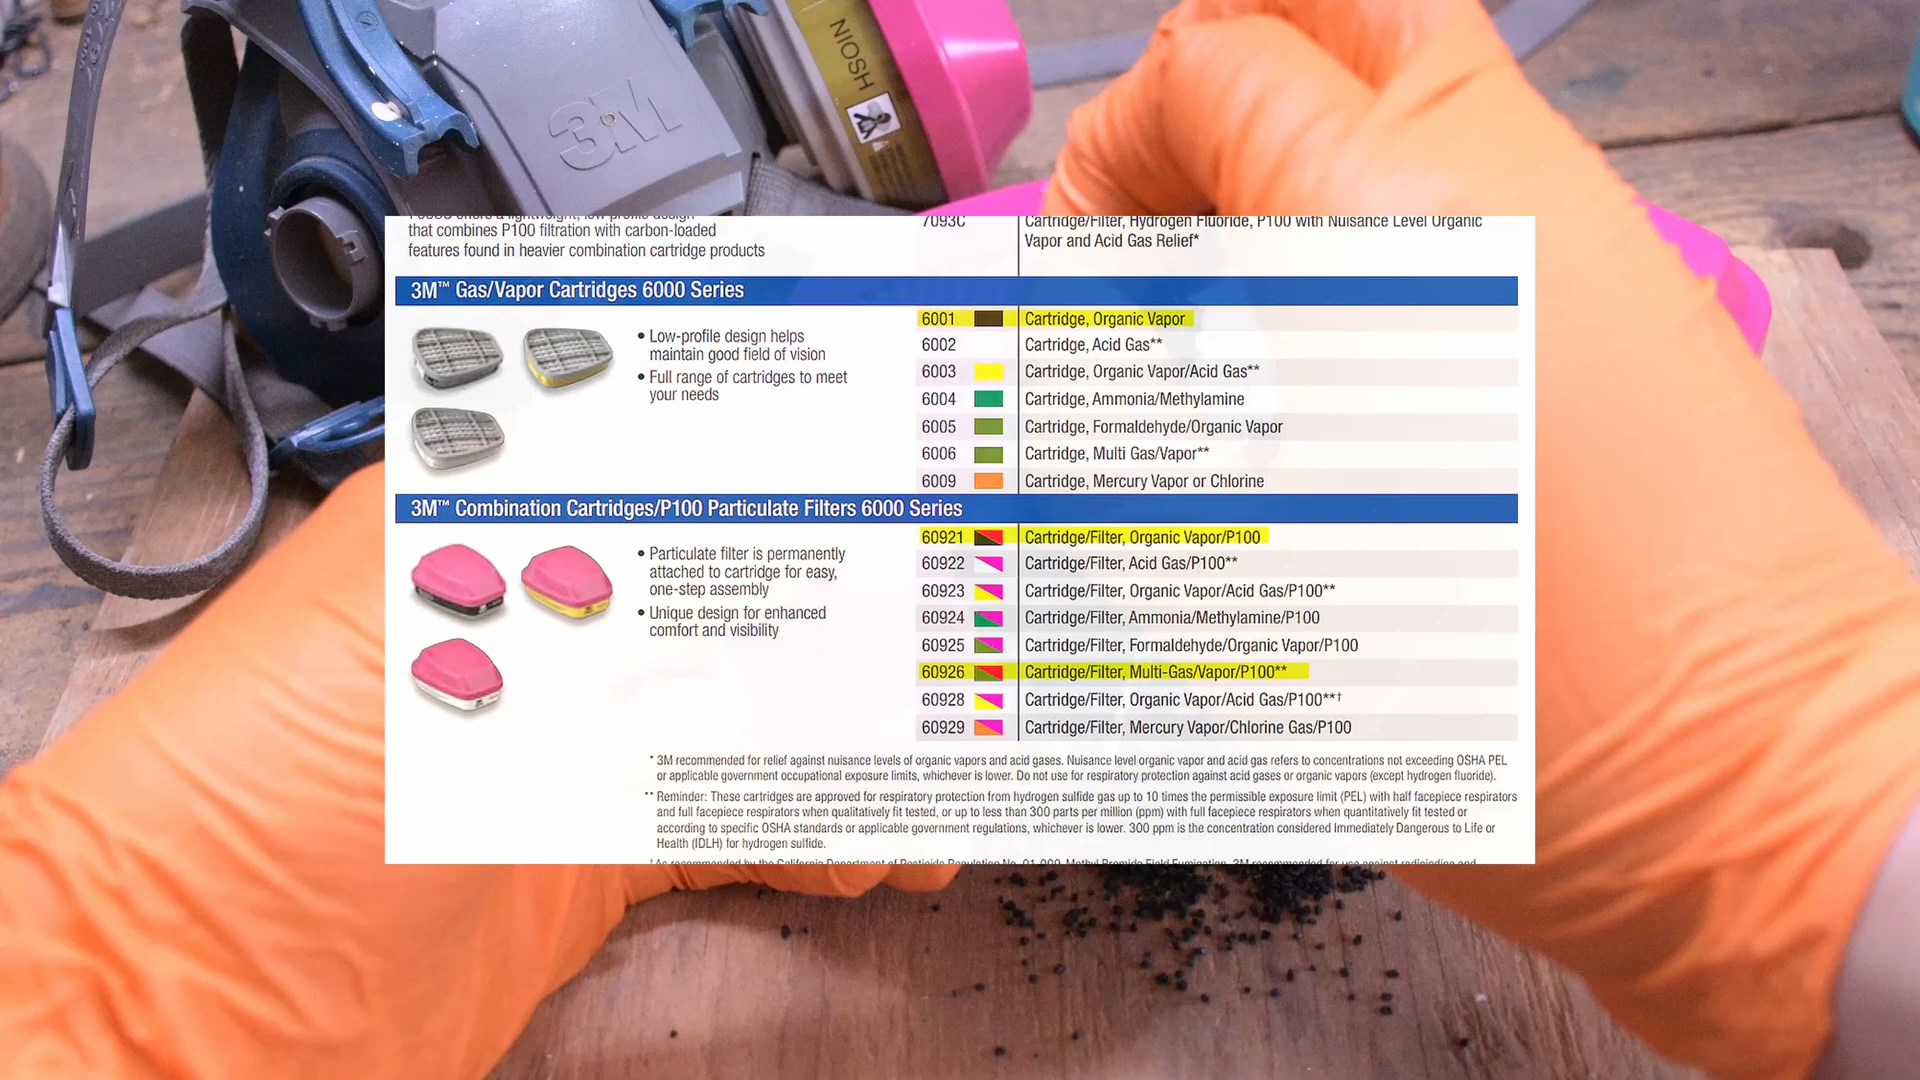 NIOSH
3M
7093C Cartridge/Filter, Hydrogen Fluoride, P100 with Nuisance Level Organic
Vapor and Acid Gas Relief*
that combines P100 filtration with carbon-loaded
features found in heavier combination cartridge products
3M™ Gas/Vapor Cartridges 6000 Series
• Low-profile design helps
maintain good field of vision
• Full range of cartridges to meet
your needs
6001 Cartridge, Organic Vapor
6002 Cartridge, Acid Gas**
6003 Cartridge, Organic Vapor/Acid Gas**
6004 Cartridge, Ammonia/Methylamine
6005 Cartridge, Formaldehyde/Organic Vapor
6006 Cartridge, Multi Gas/Vapor**
6009 Cartridge, Mercury Vapor or Chlorine
3M™ Combination Cartridges/P100 Particulate Filters 6000 Series
• Particulate filter is permanently
attached to cartridge for easy,
one-step assembly
• Unique design for enhanced
comfort and visibility
60921 Cartridge/Filter, Organic Vapor/P100
60922 Cartridge/Filter, Acid Gas/P100**
60923 Cartridge/Filter, Organic Vapor/Acid Gas/P100**
60924 Cartridge/Filter, Ammonia/Methylamine/P100
60925 Cartridge/Filter, Formaldehyde/Organic Vapor/P100
60926 Cartridge/Filter, Multi-Gas/Vapor/P100**
60928 Cartridge/Filter, Organic Vapor/Acid Gas/P100**†
60929 Cartridge/Filter, Mercury Vapor/Chlorine Gas/P100
* 3M recommended for relief against nuisance levels of organic vapors and acid gases. Nuisance level organic vapor and acid gas refers to concentrations not exceeding OSHA PEL
or applicable government occupational exposure limits, whichever is lower. Do not use for respiratory protection against acid gases or organic vapors (except hydrogen fluoride).
** Reminder: These cartridges are approved for respiratory protection from hydrogen sulfide gas up to 10 times the permissible exposure limit (PEL) with half facepiece respirators
and full facepiece respirators when qualitatively fit tested, or up to less than 300 parts per million (ppm) with full facepiece respirators when quantitatively fit tested or
according to specific OSHA standards or applicable government regulations, whichever is lower. 300 ppm is the concentration considered Immediately Dangerous to Life or
Health (IDLH) for hydrogen sulfide.